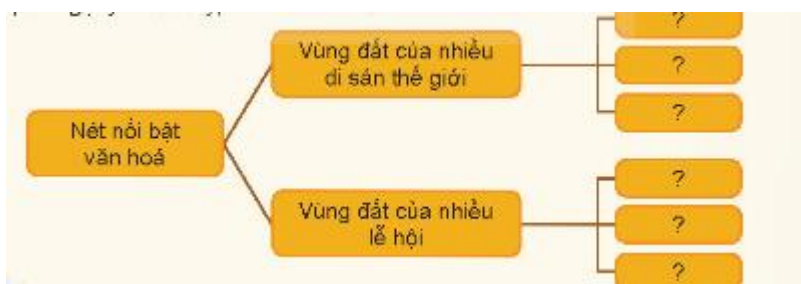 ?
Vùng đất của nhiều
di sản thế giới
?
?
Nét nổi bật
văn hoá
?
Vùng đất của nhiều
lễ hội
?
?